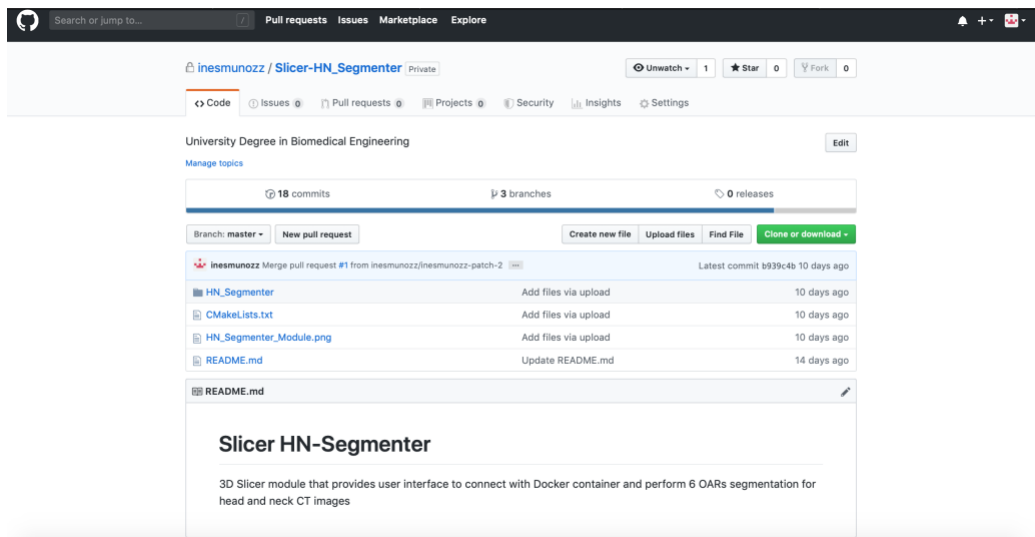 Search or jump to... /
Pull requests Issues Marketplace Explore
inesmunozz / Slicer-HN_Segmenter Private
Unwatch 1 Star 0 Fork 0
Code Issues 0 Pull requests 0 Projects 0 Security Insights Settings
University Degree in Biomedical Engineering Edit
Manage topics
18 commits 3 branches 0 releases
Branch: master New pull request Create new file Upload files Find File Clone or download
inesmunozz Merge pull request #1 from inesmunozz/inesmunozz-patch-2 ... Latest commit b939c4b 10 days ago
HN_Segmenter Add files via upload 10 days ago
CMakeLists.txt Add files via upload 10 days ago
HN_Segmenter_Module.png Add files via upload 10 days ago
README.md Update README.md 14 days ago
README.md
Slicer HN-Segmenter
3D Slicer module that provides user interface to connect with Docker container and perform 6 OARs segmentation for
head and neck CT images